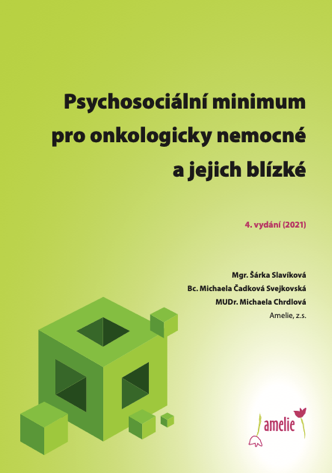 Psychosociální minimum
pro onkologicky nemocné
a jejich blízké
4. vydání (2021)
Mgr. Šárka Slavíková
Bc. Michaela Čadková Svejkovská
MUDr. Michaela Chrdlová
Amelie, z.s.
amelie